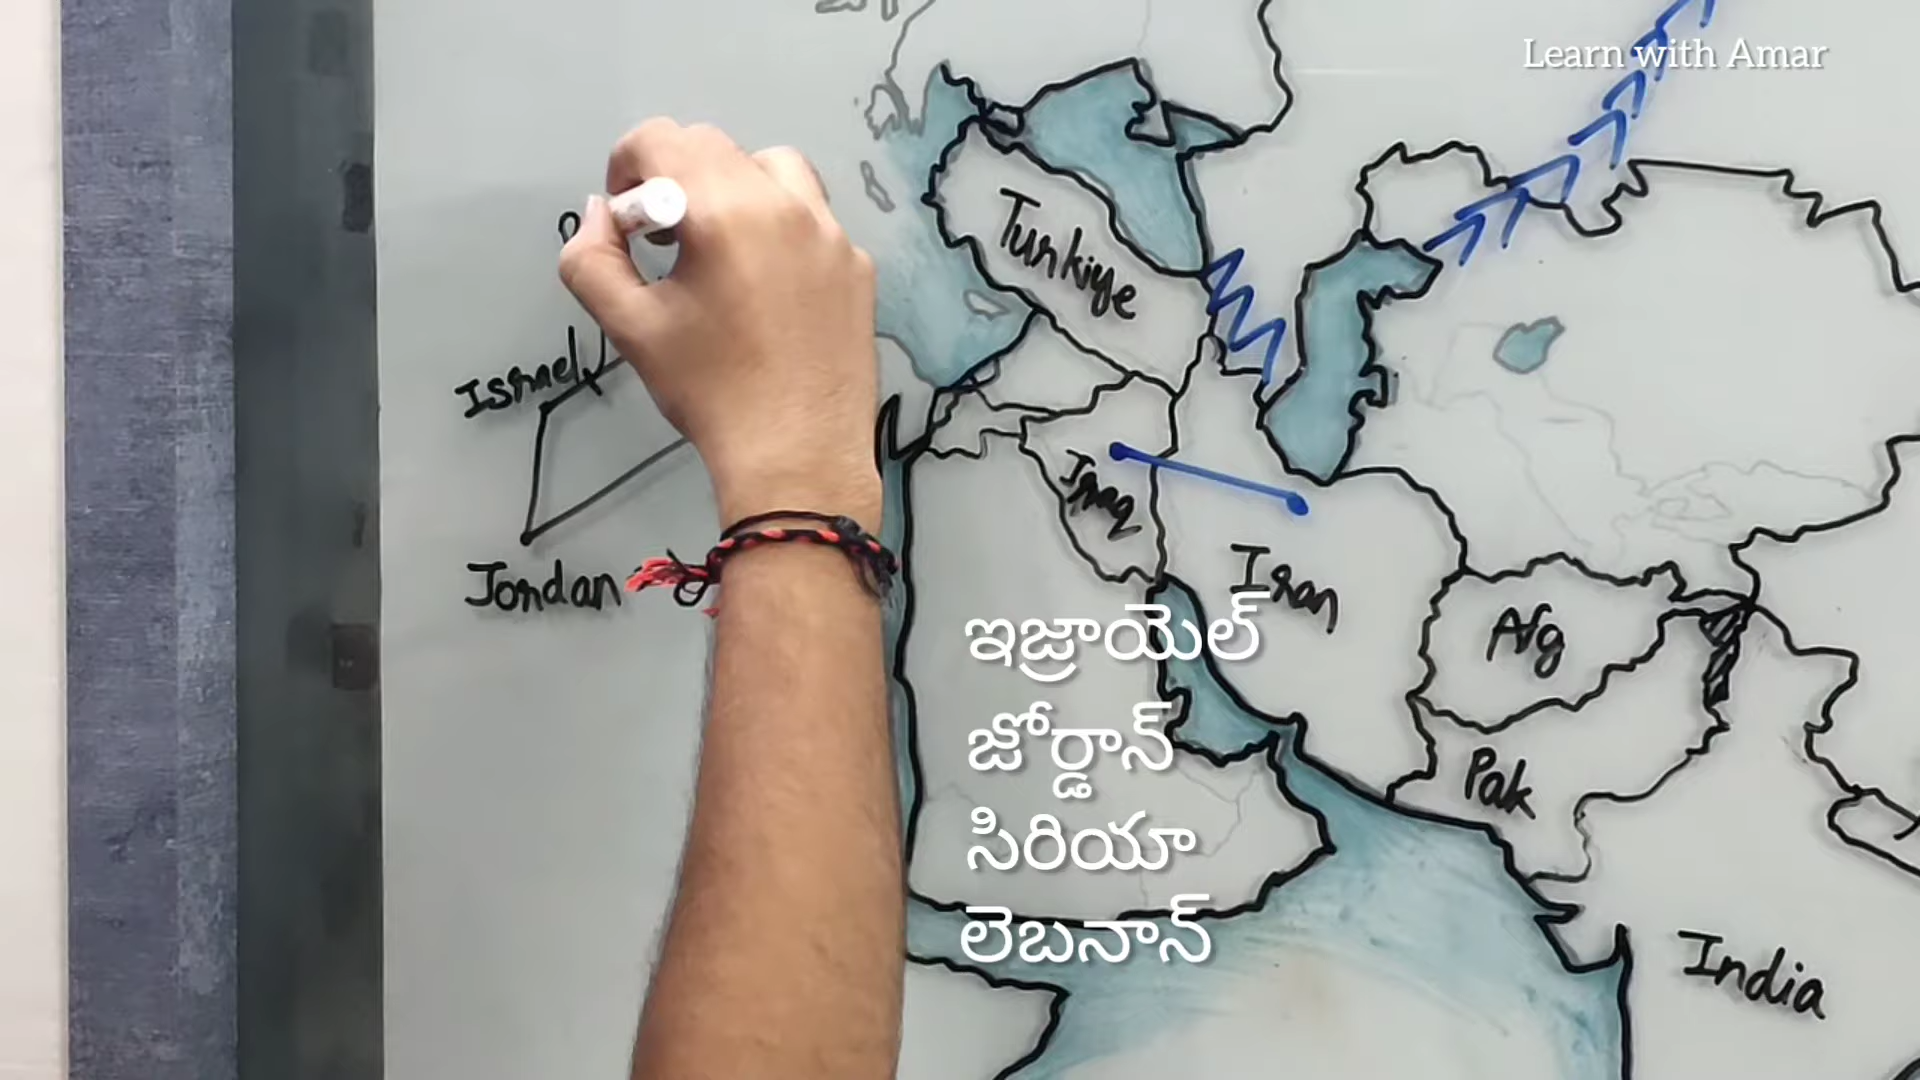 Learn with Amar
Turkiye
Israel
Iraq
Jordan
Iran
Afg
Pak
India
ఇజ్రాయెల్
జోర్డాన్
సిరియా
లెబనాన్